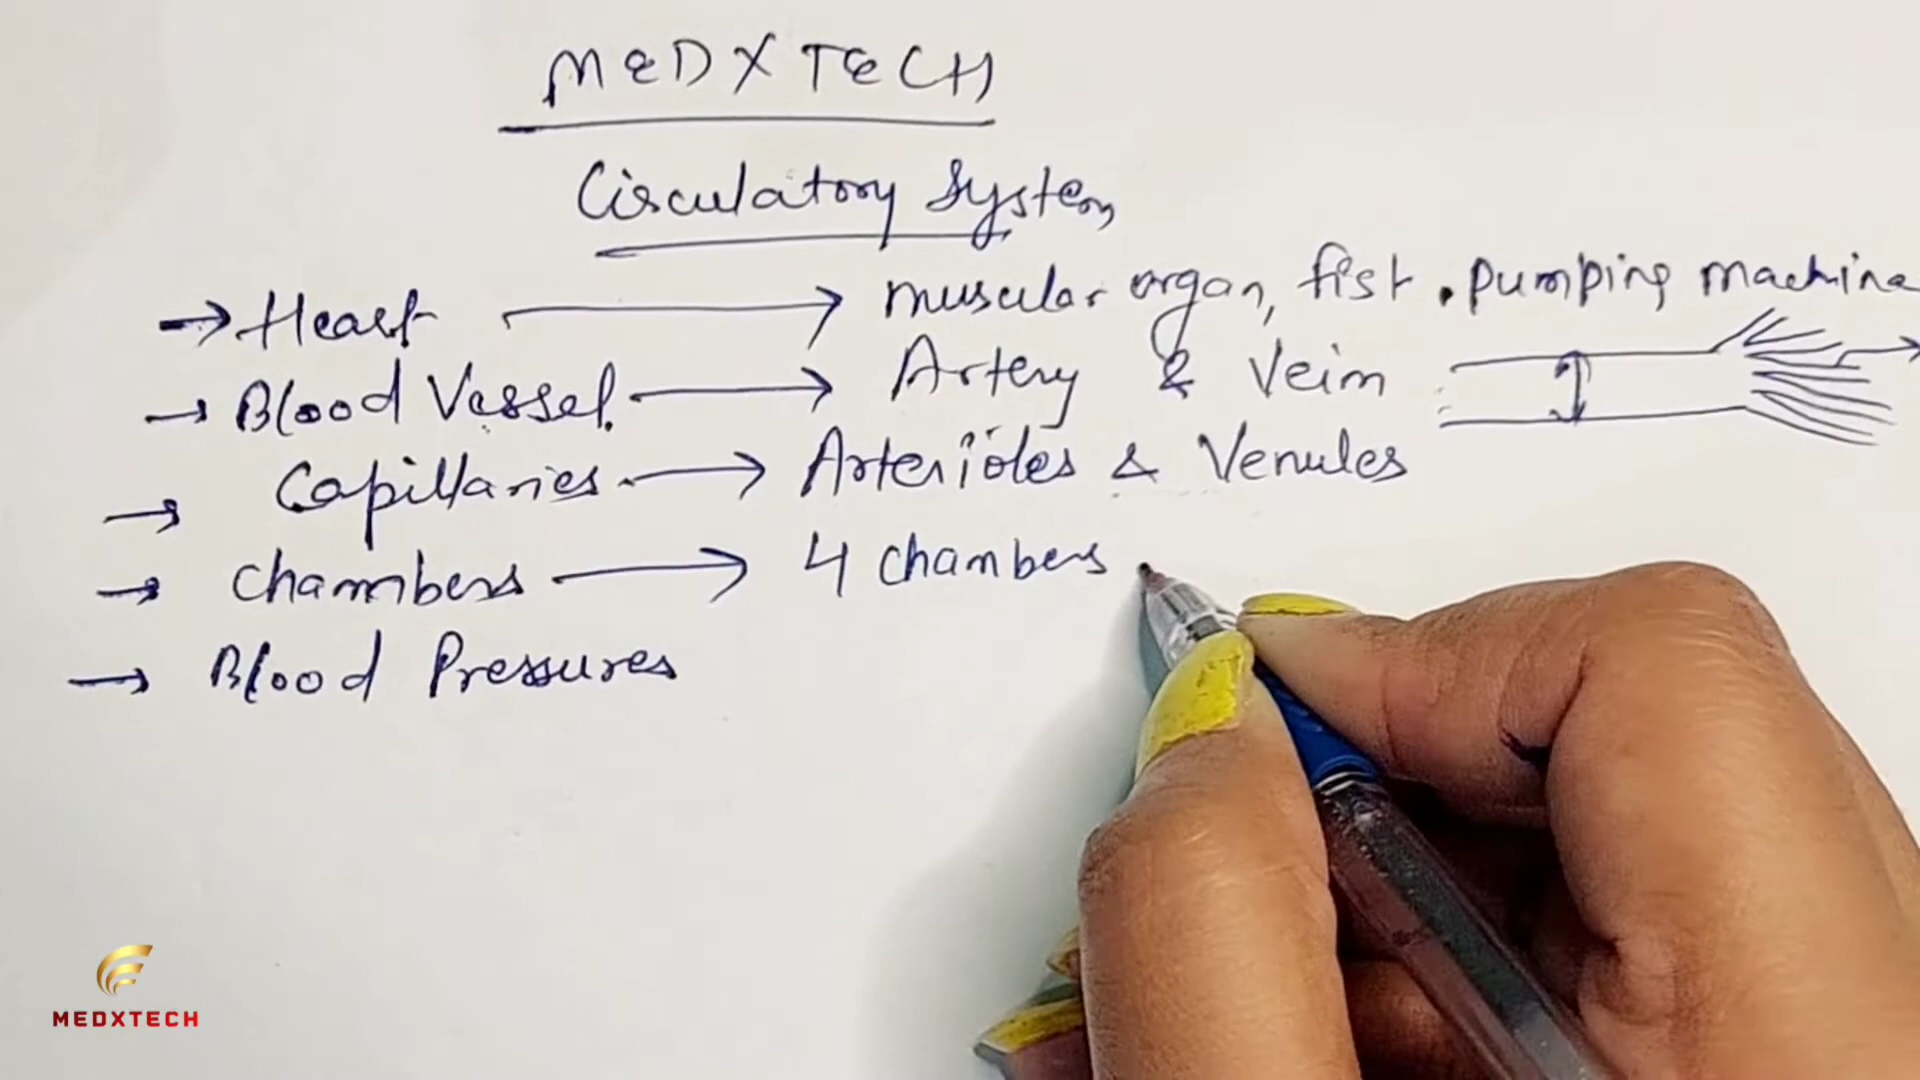 MEDXTECH
Circulatory System
→ Heart → muscular organ, fist . pumping machine
→ Blood Vessel. → Artery & Vein
→ Capillaries → Arterioles & Venules
→ Chambers → 4 chambers
→ Blood Pressures
MEDXTECH